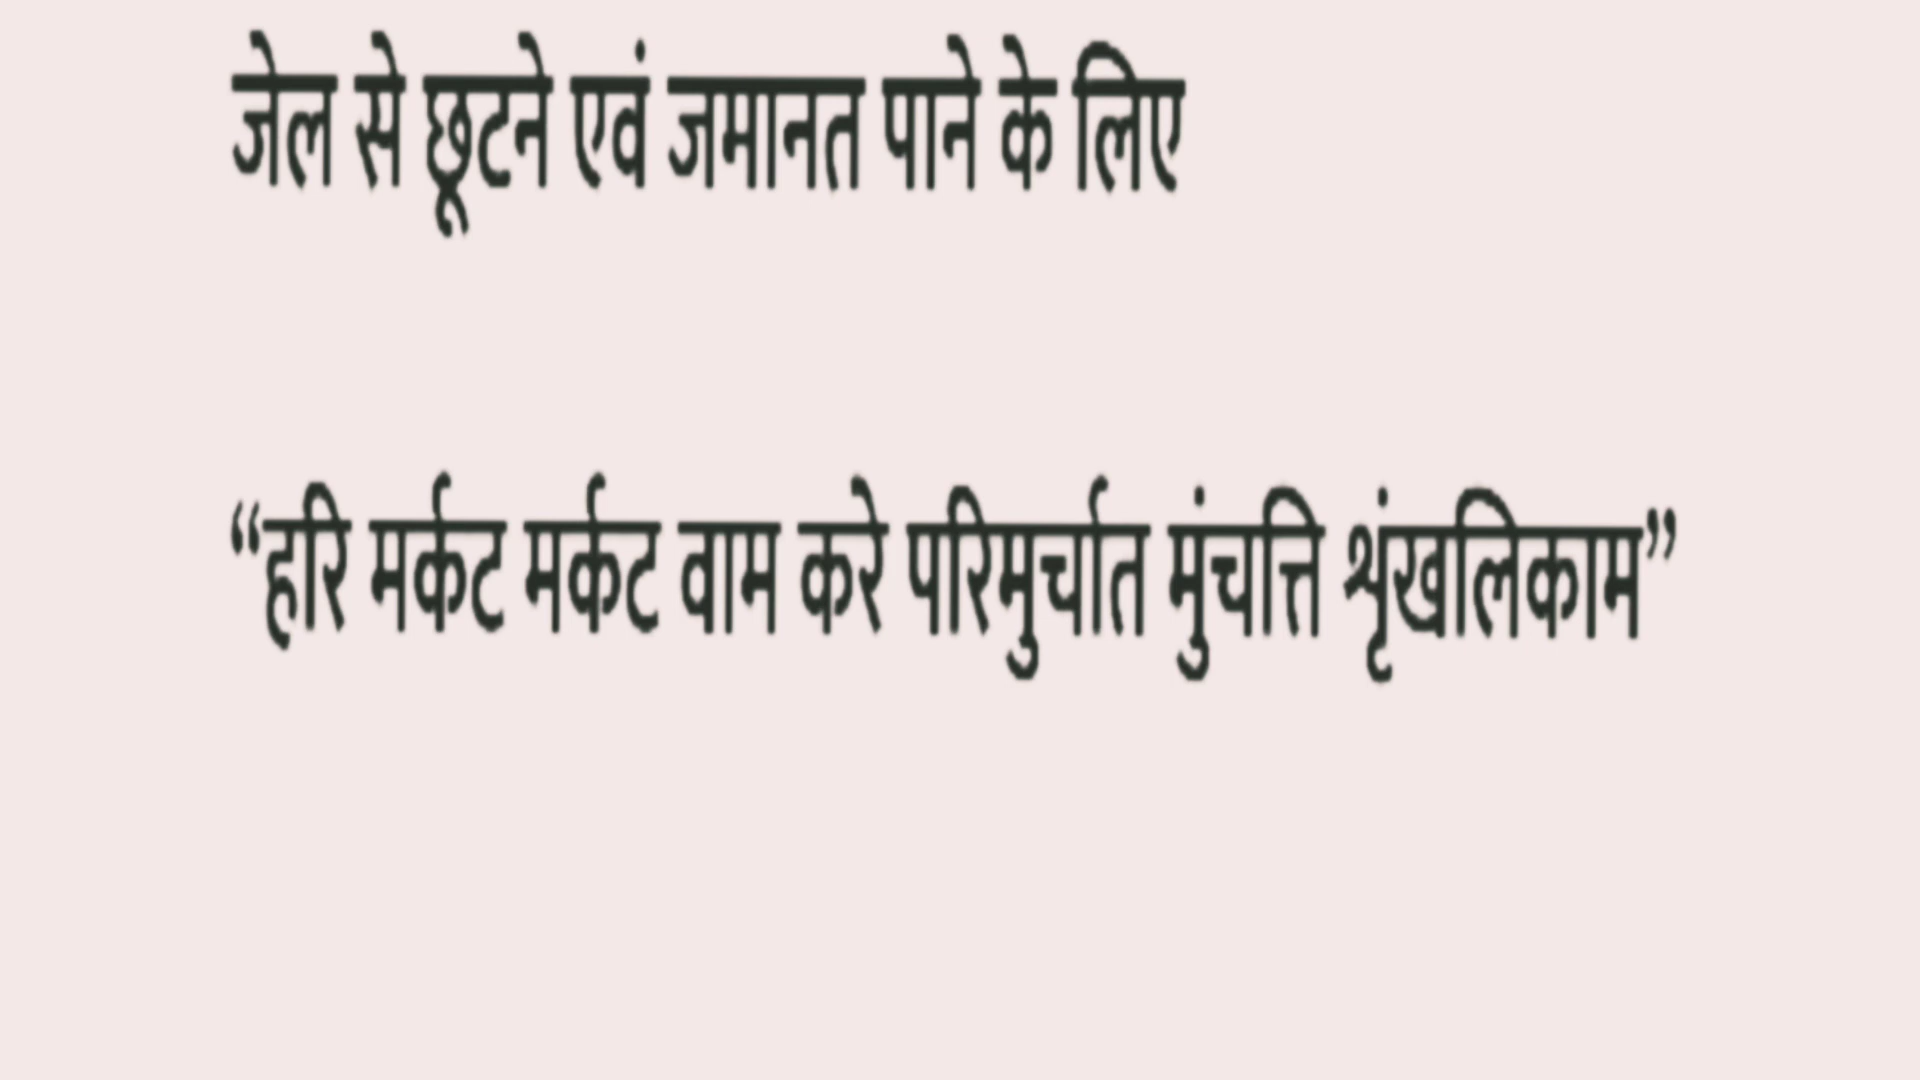 जेल से छूटने एवं जमानत पाने के लिए
“हरि मर्कट मर्कट वाम करे परिमुर्चात मुंचत्ति श्रृंखलिकाम”